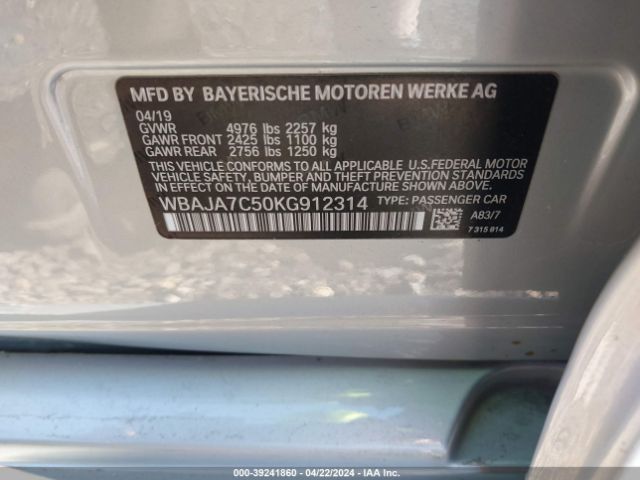 MFD BY BAYERISCHE MOTOREN WERKE AG
04/19
GVWR 4976 lbs 2257 kg
GAWR FRONT 2425 lbs 1100 kg
GAWR REAR 2756 lbs 1250 kg
THIS VEHICLE CONFORMS TO ALL APPLICABLE U.S.FEDERAL MOTOR
VEHICLE SAFETY, BUMPER AND THEFT PREVENTION STANDARDS
IN EFFECT ON THE DATE OF MANUFACTURE SHOWN ABOVE.
WBAJA7C50KG912314 TYPE: PASSENGER CAR
A83/7
7 315 914
000-39241860 - 04/22/2024 - IAA Inc.